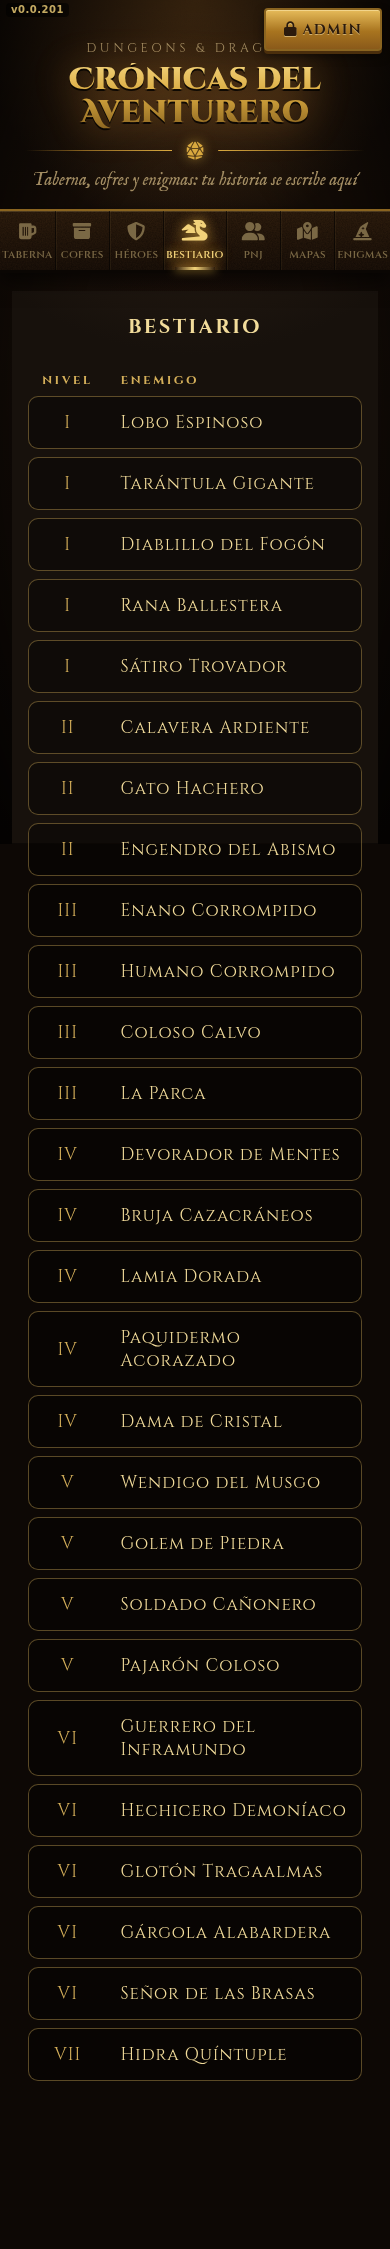 v0.0.201
ADMIN
DUNGEONS & DRAG
CRÓNICAS DEL
AVENTURERO
Taberna, cofres y enigmas: tu historia se escribe aquí
TABERNA COFRES HÉROES BESTIARIO PNJ MAPAS ENIGMAS
BESTIARIO
NIVEL ENEMIGO
I Lobo Espinoso
I Tarántula Gigante
I Diablillo del Fogón
I Rana Ballestera
I Sátiro Trovador
II Calavera Ardiente
II Gato Hachero
II Engendro del Abismo
III Enano Corrompido
III Humano Corrompido
III Coloso Calvo
III La Parca
IV Devorador de Mentes
IV Bruja Cazacráneos
IV Lamia Dorada
IV Paquidermo
Acorazado
IV Dama de Cristal
V Wendigo del Musgo
V Golem de Piedra
V Soldado Cañonero
V Pajarón Coloso
VI Guerrero del
Inframundo
VI Hechicero Demoníaco
VI Glotón Tragaalmas
VI Gárgola Alabardera
VI Señor de las Brasas
VII Hidra Quíntuple